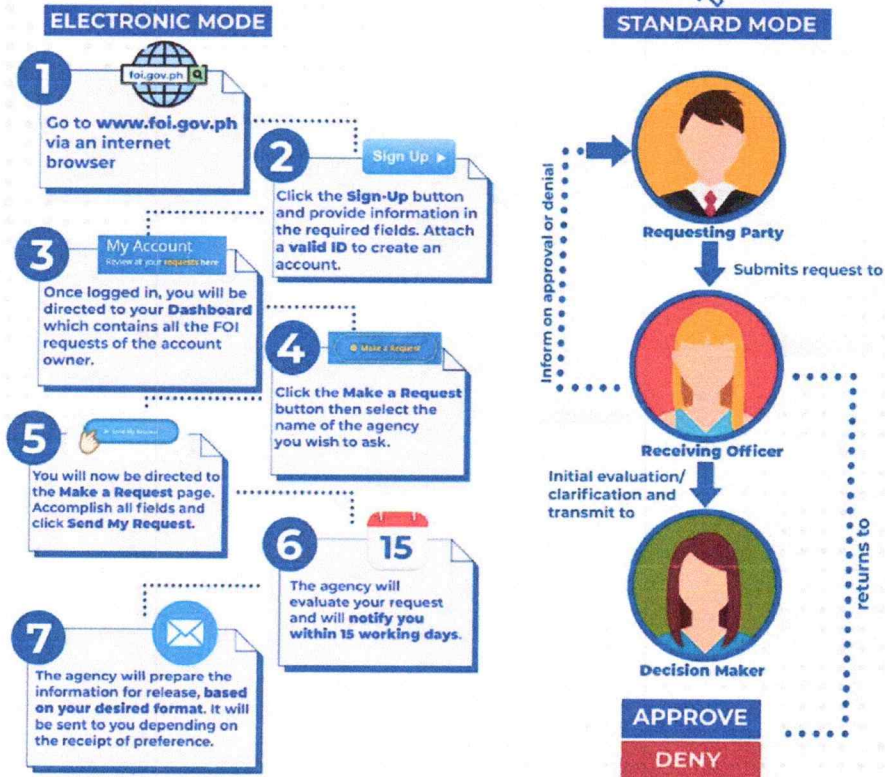 ELECTRONIC MODE
1
foi.gov.ph
Go to www.foi.gov.ph
via an internet
browser
2
Sign Up
Click the Sign-Up button
and provide information in
the required fields. Attach
a valid ID to create an
account.
3
My Account
Review all your requests here
Once logged in, you will be
directed to your Dashboard
which contains all the FOI
requests of the account
owner.
4
Make a Request
Click the Make a Request
button then select the
name of the agency
you wish to ask.
5
Send My Request
You will now be directed to
the Make a Request page.
Accomplish all fields and
click Send My Request.
6
15
The agency will
evaluate your request
and will notify you
within 15 working days.
7
The agency will prepare the
information for release, based
on your desired format. It will
be sent to you depending on
the receipt of preference.
STANDARD MODE
Requesting Party
Submits request to
Inform on approval or denial
Receiving Officer
Initial evaluation/
clarification and
transmit to
returns to
Decision Maker
APPROVE
DENY